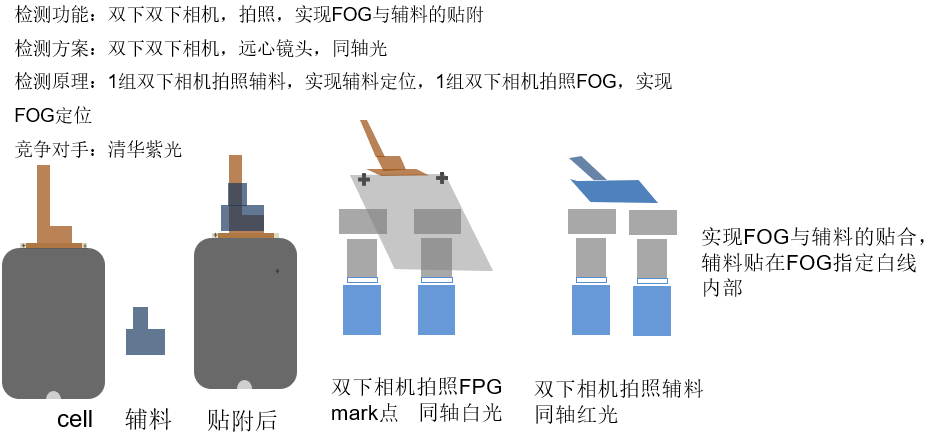 检测功能：双下双下相机，拍照，实现FOG与辅料的贴附
检测方案：双下双下相机，远心镜头，同轴光
检测原理：1组双下相机拍照辅料，实现辅料定位，1组双下相机拍照FOG，实现
FOG定位
竞争对手：清华紫光
实现FOG与辅料的贴合，
辅料贴在FOG指定白线
内部
双下相机拍照FPG
mark点 同轴白光
双下相机拍照辅料
同轴红光
cell
辅料
贴附后